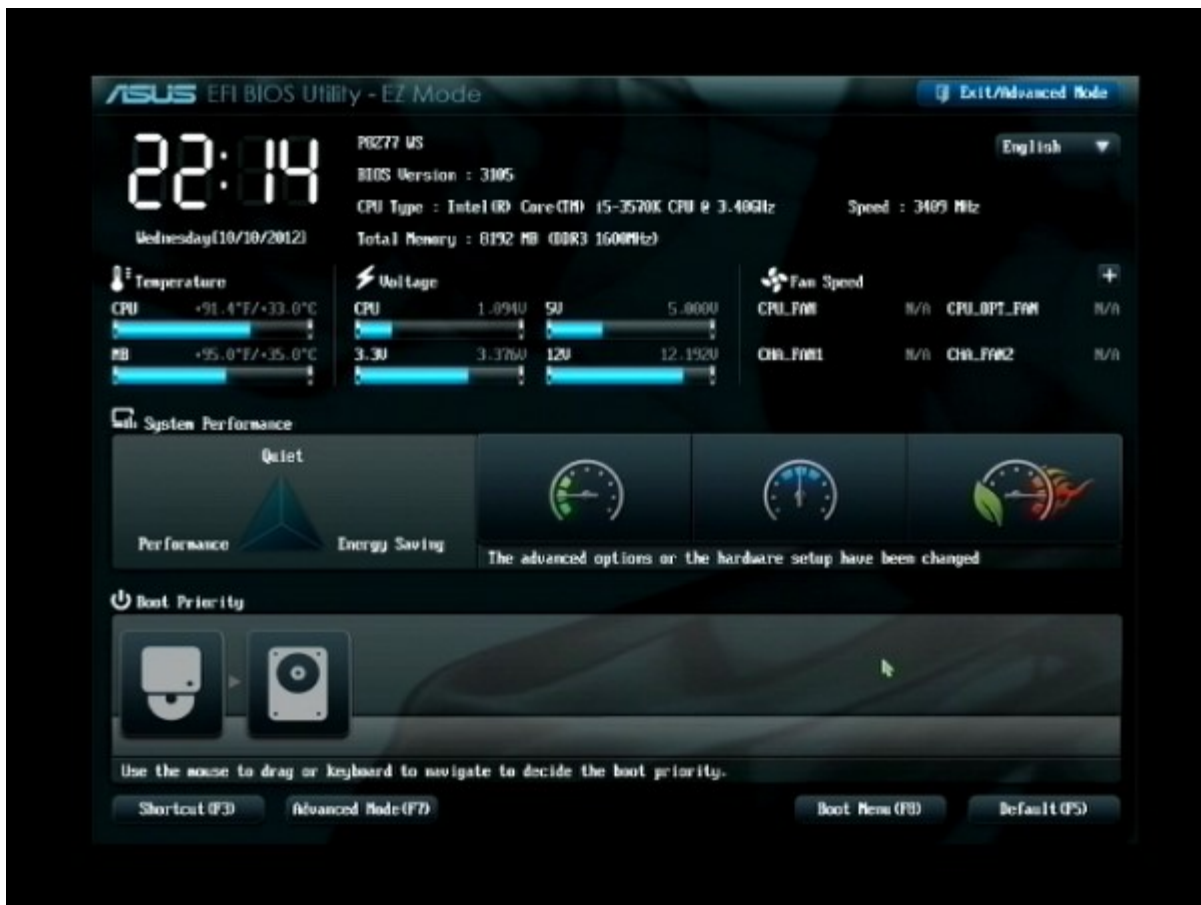 ASUS EFI BIOS Utility - EZ Mode
Exit/Advanced Mode
22:14
Wednesday[10/10/2012]
P8Z77 WS
BIOS Version : 3105
CPU Type : Intel(R) Core(TM) i5-3570K CPU @ 3.40GHz
Speed : 3409 MHz
Total Memory : 8192 MB (DDR3 1600MHz)
English
Temperature
CPU +91.4°F/+33.0°C
MB +95.0°F/+35.0°C
Voltage
CPU 1.094V 5V 5.000V
3.3V 3.376V 12V 12.192V
Fan Speed
CPU_FAN N/A CPU_OPT_FAN N/A
CHA_FAN1 N/A CHA_FAN2 N/A
System Performance
Quiet
Performance
Energy Saving
The advanced options or the hardware setup have been changed
Boot Priority
Use the mouse to drag or keyboard to navigate to decide the boot priority.
Shortcut(F3)
Advanced Mode(F7)
Boot Menu(F8)
Default(F5)